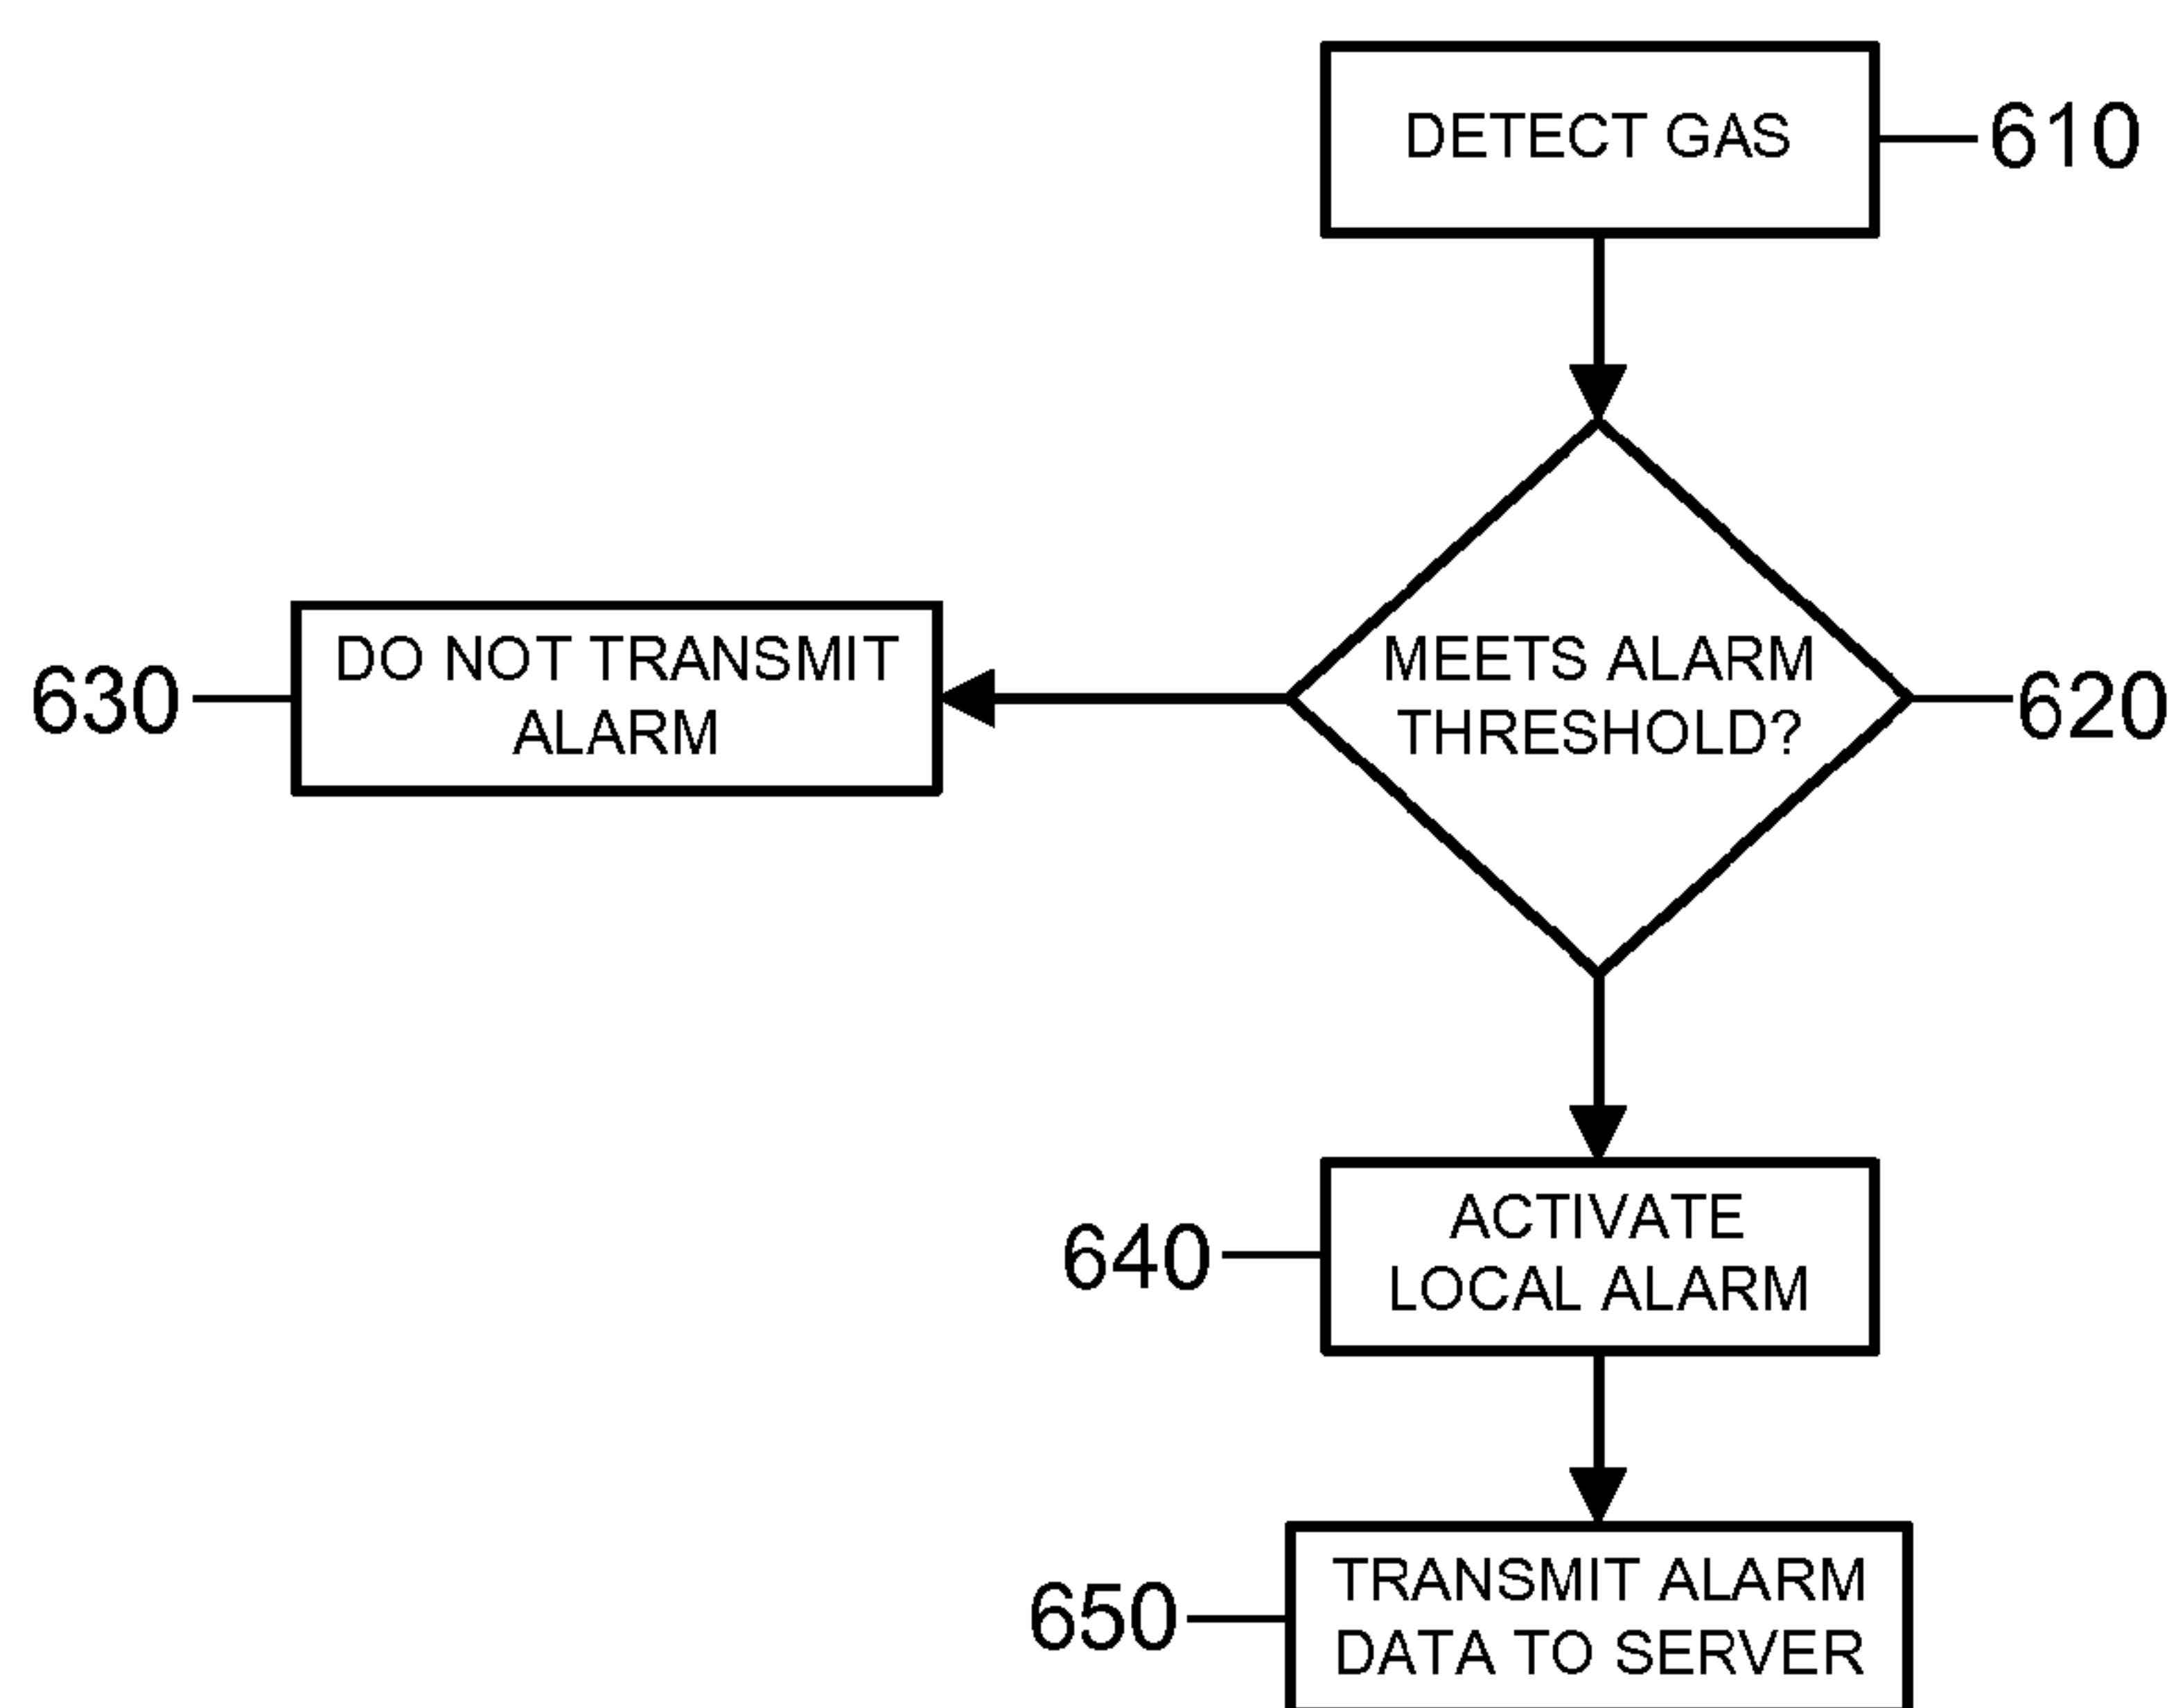 DETECT GAS
610
MEETS ALARM
THRESHOLD?
620
DO NOT TRANSMIT
ALARM
630
ACTIVATE
LOCAL ALARM
640
TRANSMIT ALARM
DATA TO SERVER
650